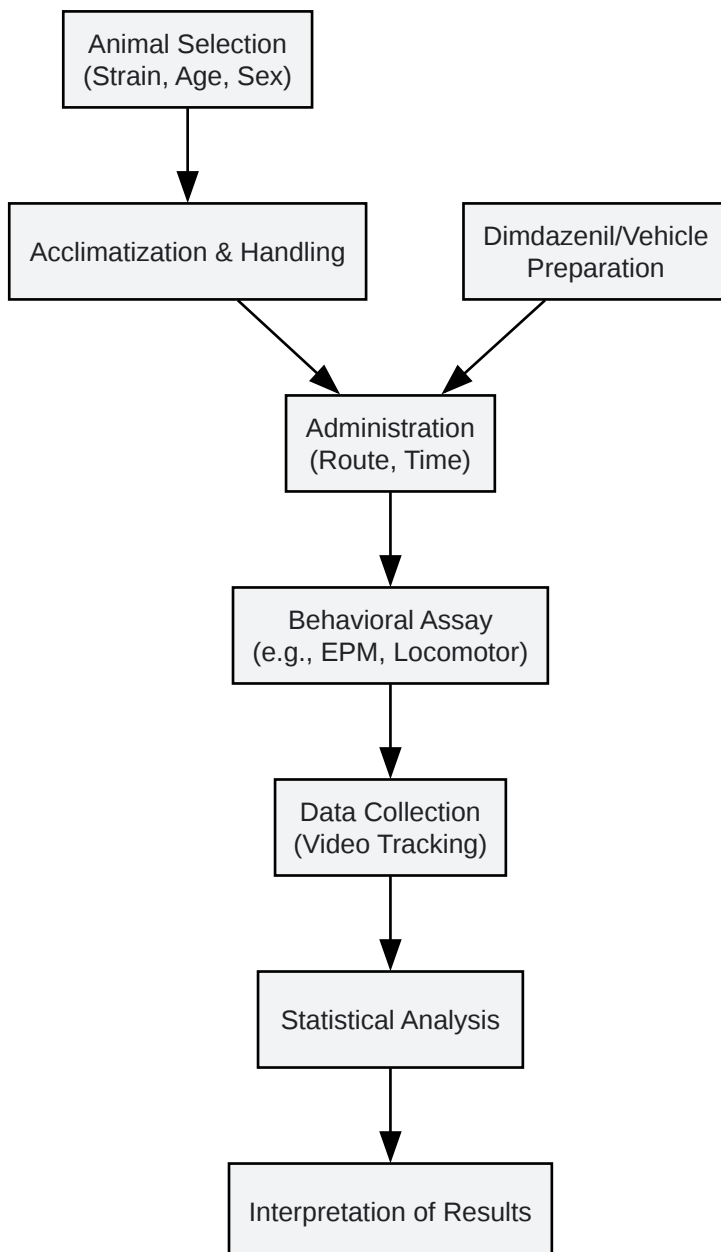 Animal Selection
(Strain, Age, Sex)
Acclimatization & Handling
Dimdazenil/Vehicle
Preparation
Administration
(Route, Time)
Behavioral Assay
(e.g., EPM, Locomotor)
Data Collection
(Video Tracking)
Statistical Analysis
Interpretation of Results